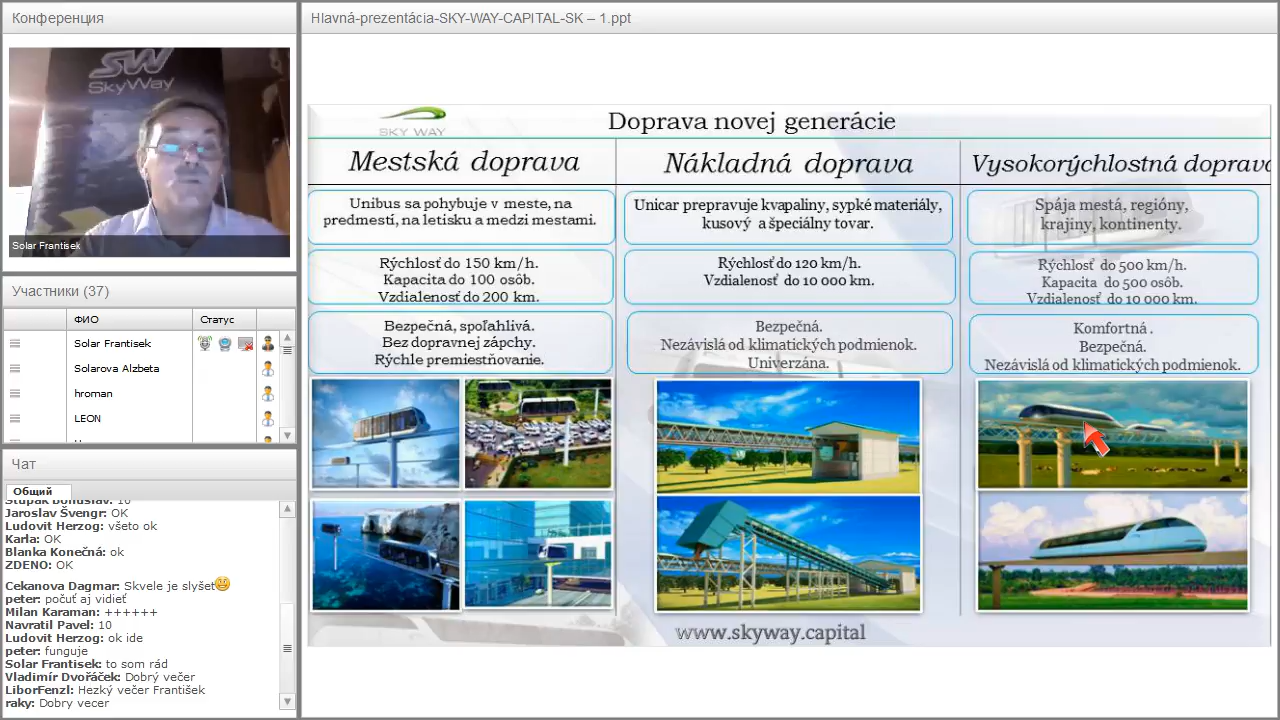 Конференция
SW
SkyWay
Solar Frantisek
Участники (37)
ФИО
Статус
Solar Frantisek
Solarova Alzbeta
hroman
LEON
Чат
Общий
Stupak Bohuslav: 10
Jaroslav Švengr: OK
Ludovit Herzog: všeto ok
Karla: OK
Blanka Konečná: ok
ZDENO: OK
Cekanova Dagmar: Skvele je slyšet
peter: počuť aj vidieť
Milan Karaman: ++++++
Navratil Pavel: 10
Ludovit Herzog: ok ide
peter: funguje
Solar Frantisek: to som rád
Vladimír Dvořáček: Dobrý večer
LiborFenzl: Hezký večer František
raky: Dobry vecer
Hlavná-prezentácia-SKY-WAY-CAPITAL-SK – 1.ppt
SKY WAY
Doprava novej generácie
Mestská doprava
Unibus sa pohybuje v meste, na
predmestí, na letisku a medzi mestami.
Rýchlosť do 150 km/h.
Kapacita do 100 osôb.
Vzdialenosť do 200 km.
Bezpečná, spoľahlivá.
Bez dopravnej zápchy.
Rýchle premiestňovanie.
Nákladná doprava
Unicar prepravuje kvapaliny, sypké materiály,
kusový a špeciálny tovar.
Rýchlosť do 120 km/h.
Vzdialenosť do 10 000 km.
Bezpečná.
Nezávislá od klimatických podmienok.
Univerzána.
Vysokorýchlostná doprava
Spája mestá, regióny,
krajiny, kontinenty.
Rýchlosť do 500 km/h.
Kapacita do 500 osôb.
Vzdialenosť do 10 000 km.
Komfortná .
Bezpečná.
Nezávislá od klimatických podmienok.
www.skyway.capital